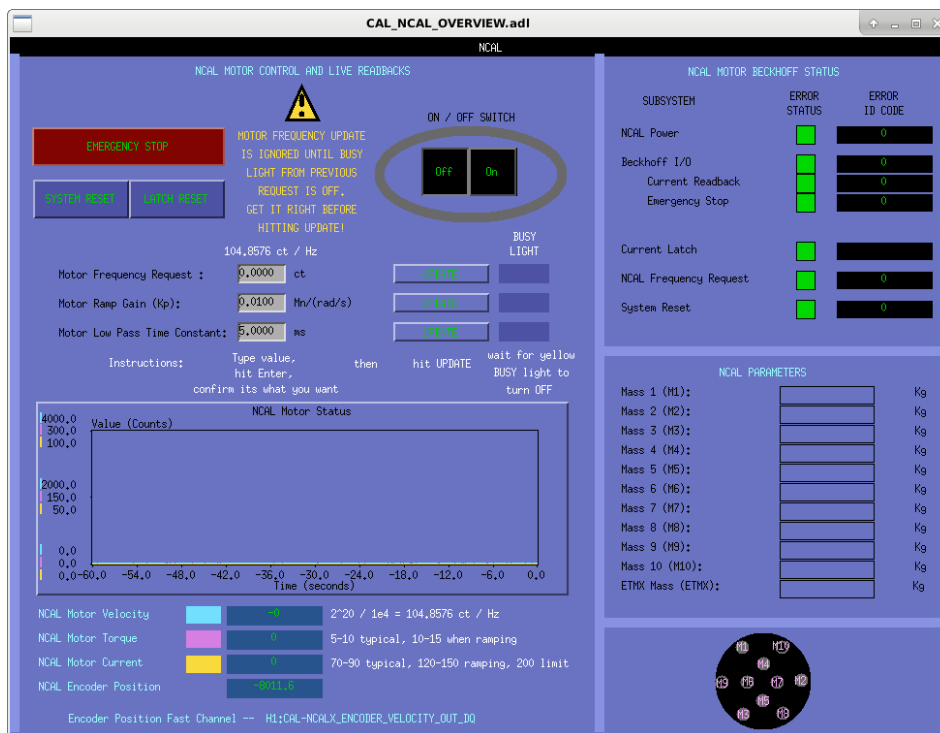 CAL_NCAL_OVERVIEW.adl
NCAL
NCAL MOTOR CONTROL AND LIVE READBACKS
EMERGENCY STOP
SYSTEM RESET
LATCH RESET
MOTOR FREQUENCY UPDATE
IS IGNORED UNTIL BUSY
LIGHT FROM PREVIOUS
REQUEST IS OFF.
GET IT RIGHT BEFORE
HITTING UPDATE!
ON / OFF SWITCH
Off On
104.8576 ct / Hz
BUSY
LIGHT
Motor Frequency Request : 0.0000 ct UPDATE
Motor Ramp Gain (Kp): 0.0100 Mn/(rad/s) UPDATE
Motor Low Pass Time Constant: 5.0000 ms UPDATE
Instructions:
Type value,
hit Enter,
confirm its what you want
then
hit UPDATE
wait for yellow
BUSY light to
turn OFF
NCAL Motor Status
Value (Counts)
4000.0
300.0
100.0
2000.0
150.0
50.0
0.0
0.0
0.0
-60.0 -54.0 -48.0 -42.0 -36.0 -30.0 -24.0 -18.0 -12.0 -6.0 0.0
Time (seconds)
NCAL Motor Velocity -0 2^20 / 1e4 = 104.8576 ct / Hz
NCAL Motor Torque 0 5-10 typical, 10-15 when ramping
NCAL Motor Current 0 70-90 typical, 120-150 ramping, 200 limit
NCAL Encoder Position -8011.6
Encoder Position Fast Channel -- H1:CAL-NCALX_ENCODER_VELOCITY_OUT_DQ
NCAL MOTOR BECKHOFF STATUS
SUBSYSTEM
ERROR
STATUS
ERROR
ID CODE
NCAL Power 0
Beckhoff I/O 0
Current Readback 0
Emergency Stop 0
Current Latch
NCAL Frequency Request 0
System Reset 0
NCAL PARAMETERS
Mass 1 (M1): Kg
Mass 2 (M2): Kg
Mass 3 (M3): Kg
Mass 4 (M4): Kg
Mass 5 (M5): Kg
Mass 6 (M6): Kg
Mass 7 (M7): Kg
Mass 8 (M8): Kg
Mass 9 (M9): Kg
Mass 10 (M10): Kg
ETMX Mass (ETMX): Kg
M1 M10
M4
M9 M6 M7 M2
M5
M3 M8